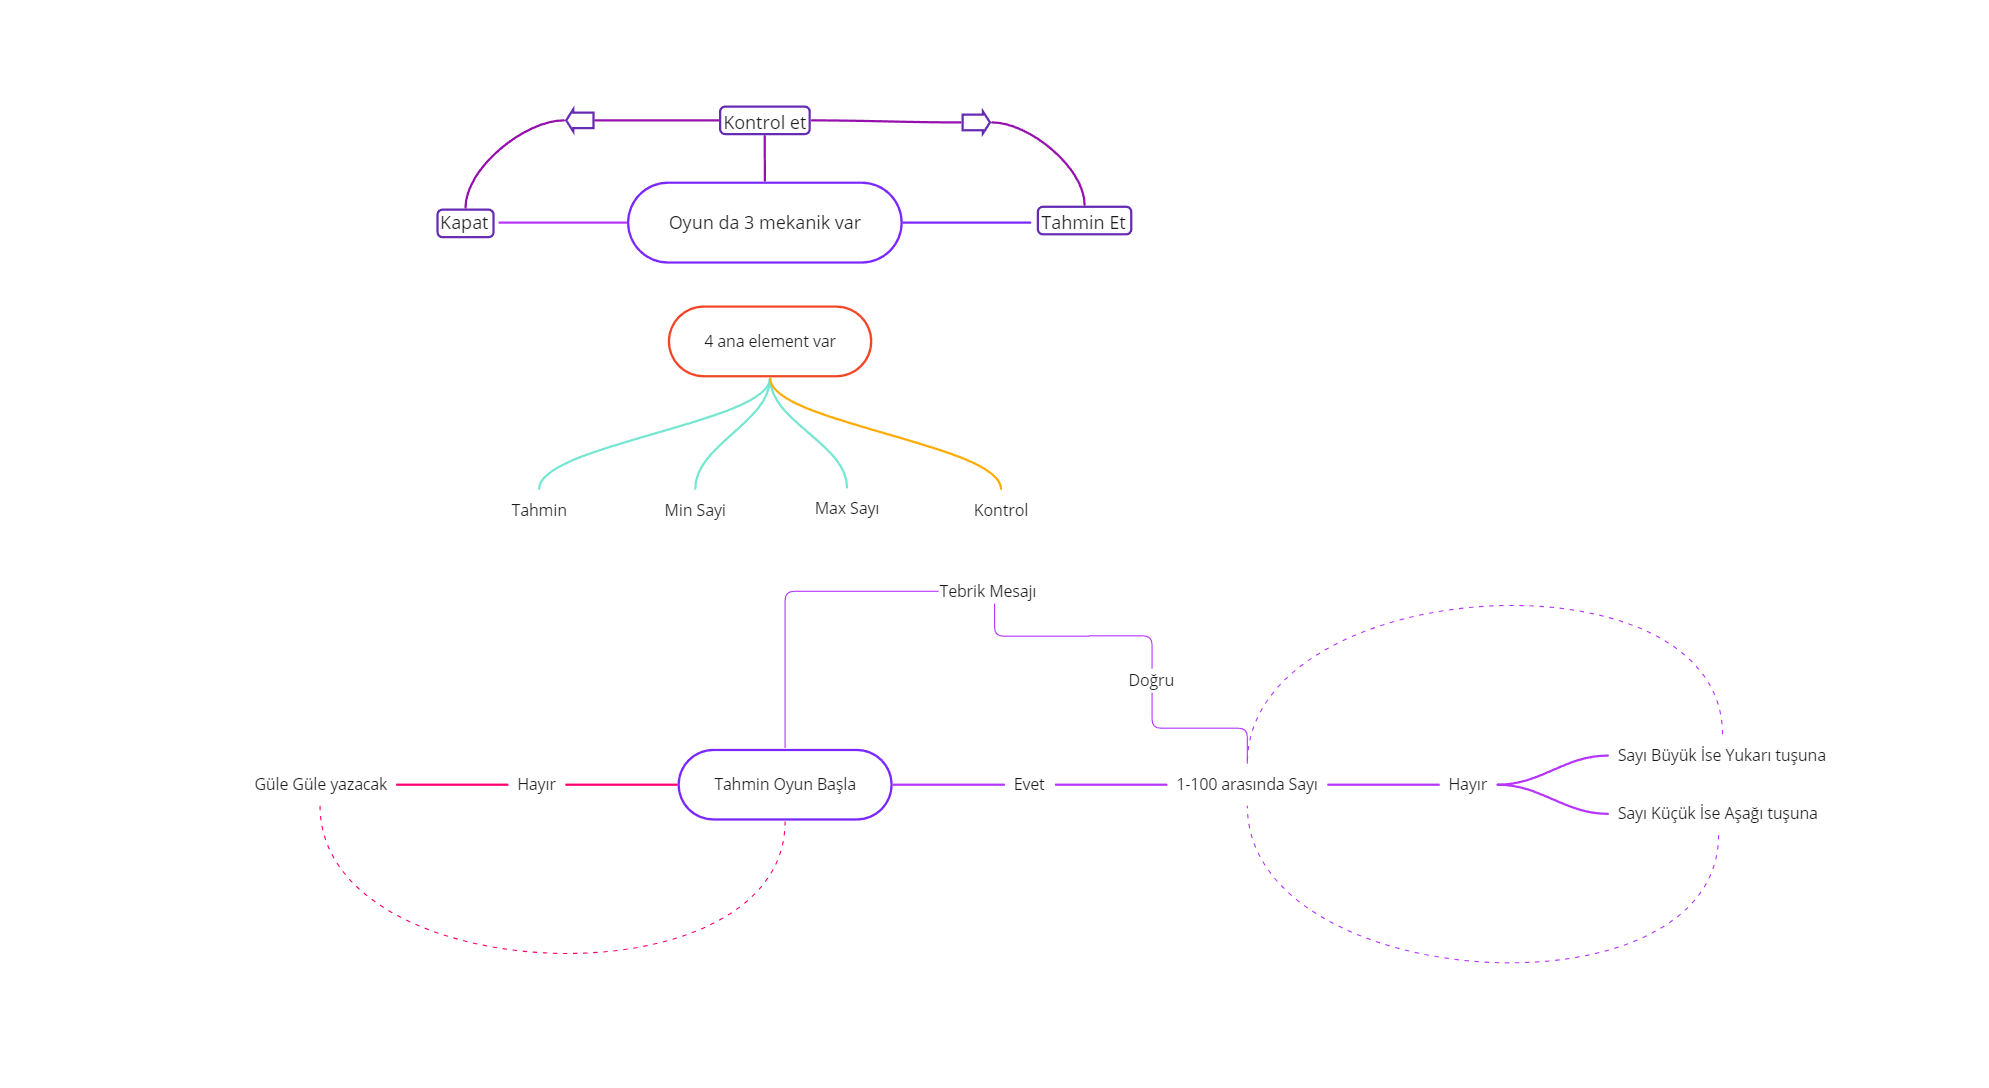 Kontrol et
Kapat
Oyun da 3 mekanik var
Tahmin Et
4 ana element var
Tahmin
Min Sayi
Max Sayı
Kontrol
Tebrik Mesajı
Doğru
Güle Güle yazacak
Hayır
Tahmin Oyun Başla
Evet
1-100 arasında Sayı
Hayır
Sayı Büyük İse Yukarı tuşuna
Sayı Küçük İse Aşağı tuşuna